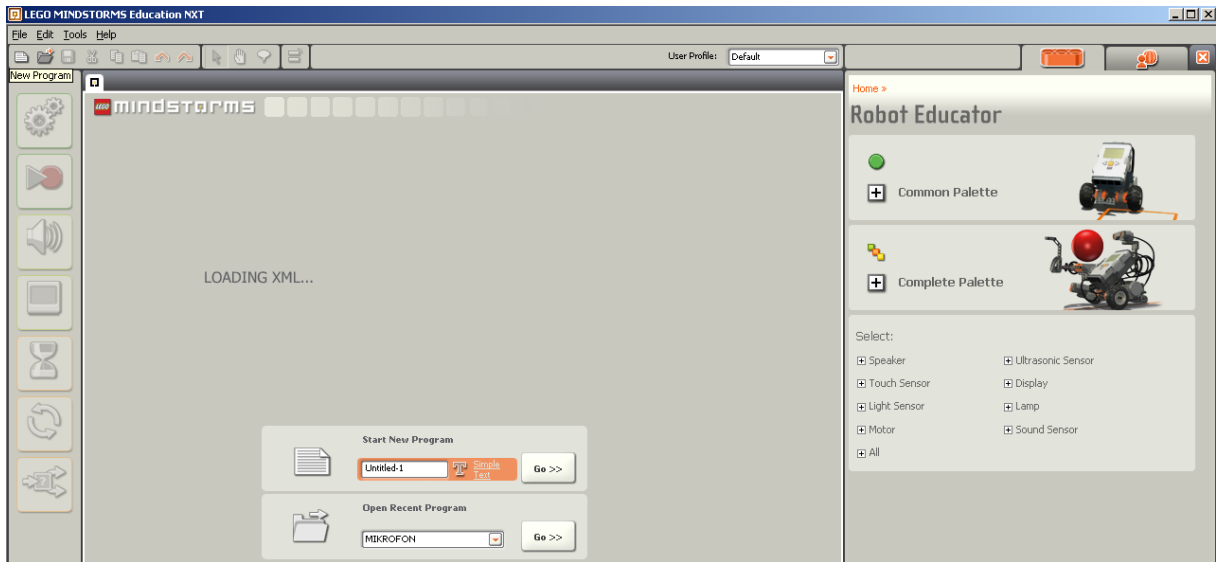 LEGO MINDSTORMS Education NXT
File Edit Tools Help
User Profile: Default
New Program
LEGO mindstorms
LOADING XML...
Start New Program
Untitled-1
T Simple
Text
Go >>
Open Recent Program
MIKROFON
Go >>
Home »
Robot Educator
Common Palette
Complete Palette
Select:
Speaker
Ultrasonic Sensor
Touch Sensor
Display
Light Sensor
Lamp
Motor
Sound Sensor
All